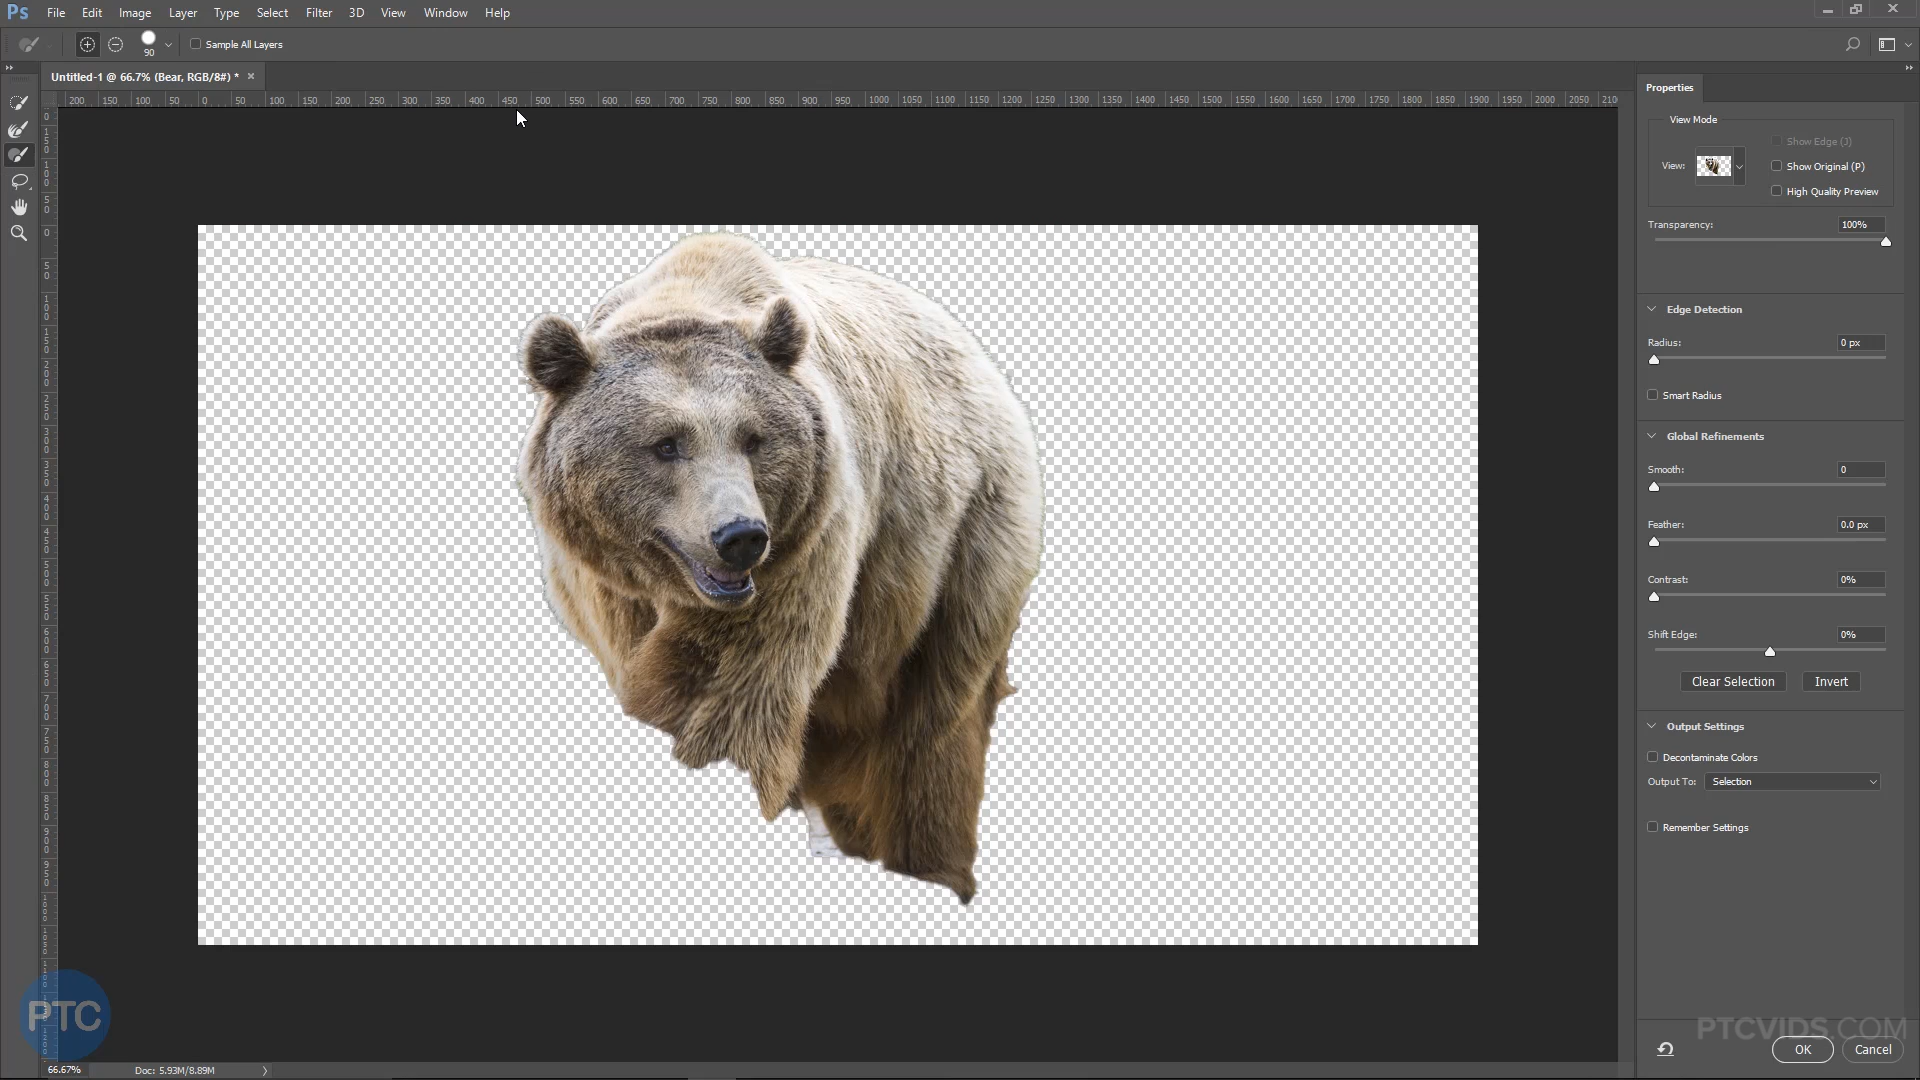 Ps File Edit Image Layer Type Select Filter 3D View Window Help
90 Sample All Layers
Untitled-1 @ 66.7% (Bear, RGB/8#) * ×
200 150 100 50 0 50 100 150 200 250 300 350 400 450 500 550 600 650 700 750 800 850 900 950 1000 1050 1100 1150 1200 1250 1300 1350 1400 1450 1500 1550 1600 1650 1700 1750 1800 1850 1900 1950 2000 2050 2100
Properties
View Mode
Show Edge (J)
View:
Show Original (P)
High Quality Preview
Transparency: 100%
Edge Detection
Radius: 0 px
Smart Radius
Global Refinements
Smooth: 0
Feather: 0.0 px
Contrast: 0%
Shift Edge: 0%
Clear Selection Invert
Output Settings
Decontaminate Colors
Output To: Selection
Remember Settings
PTC
PTCVIDS.COM
OK Cancel
66.67% Doc: 5.93M/8.89M